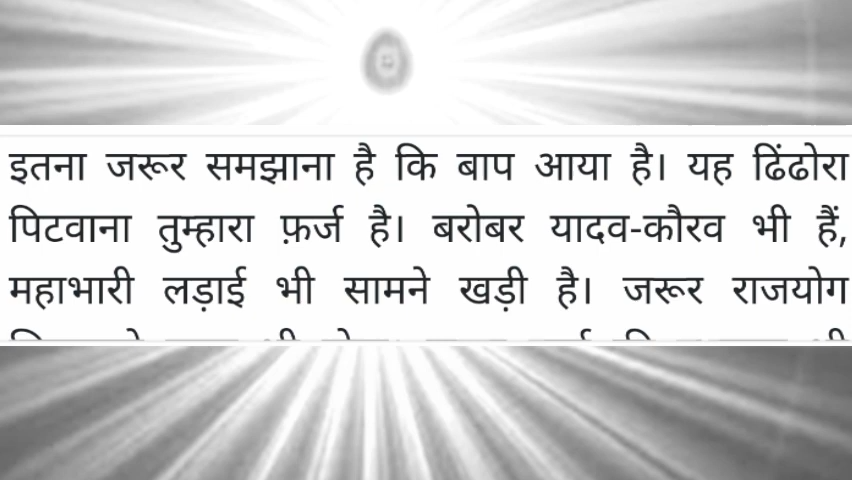 इतना जरूर समझाना है कि बाप आया है। यह ढिंढोरा
पिटवाना तुम्हारा फ़र्ज है। बरोबर यादव-कौरव भी हैं,
महाभारी लड़ाई भी सामने खड़ी है। जरूर राजयोग